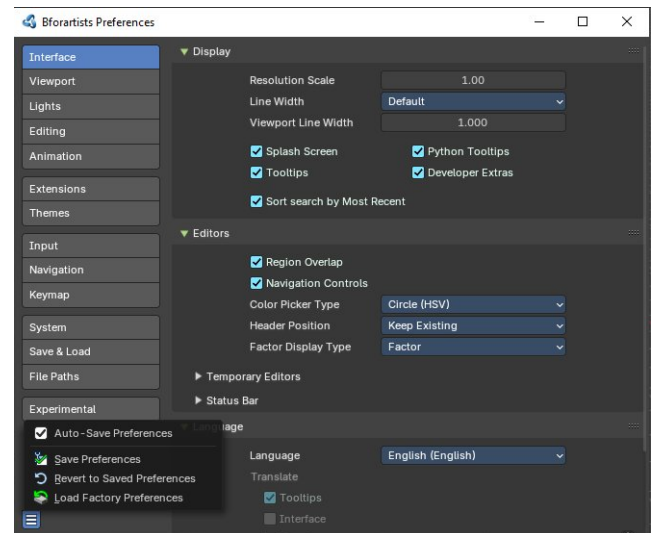 Bforartists Preferences
Interface
Viewport
Lights
Editing
Animation
Extensions
Themes
Input
Navigation
Keymap
System
Save & Load
File Paths
Experimental
Auto-Save Preferences
Save Preferences
Revert to Saved Preferences
Load Factory Preferences
Display
Resolution Scale 1.00
Line Width Default
Viewport Line Width 1.000
Splash Screen Python Tooltips
Tooltips Developer Extras
Sort search by Most Recent
Editors
Region Overlap
Navigation Controls
Color Picker Type Circle (HSV)
Header Position Keep Existing
Factor Display Type Factor
Temporary Editors
Status Bar
Language
Language English (English)
Translate
Tooltips
Interface